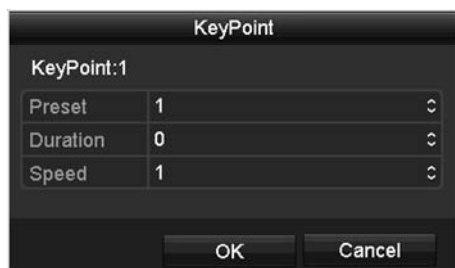 KeyPoint
KeyPoint:1
Preset 1
Duration 0
Speed 1
OK Cancel